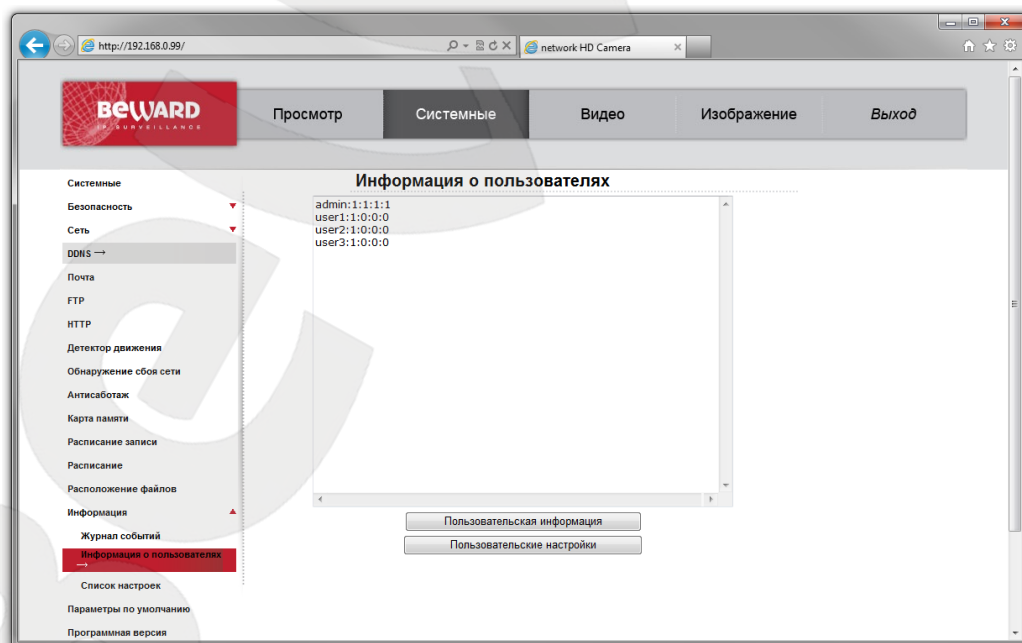 http://192.168.0.99/
network HD Camera
BEWARD
IP SURVEILLANCE
Просмотр
Системные
Видео
Изображение
Выход
Системные
Безопасность
Сеть
DDNS →
Почта
FTP
HTTP
Детектор движения
Обнаружение сбоя сети
Антисаботаж
Карта памяти
Расписание записи
Расписание
Расположение файлов
Информация
Журнал событий
Информация о пользователях
→
Список настроек
Параметры по умолчанию
Программная версия
Информация о пользователях
admin:1:1:1:1
user1:1:0:0:0
user2:1:0:0:0
user3:1:0:0:0
Пользовательская информация
Пользовательские настройки